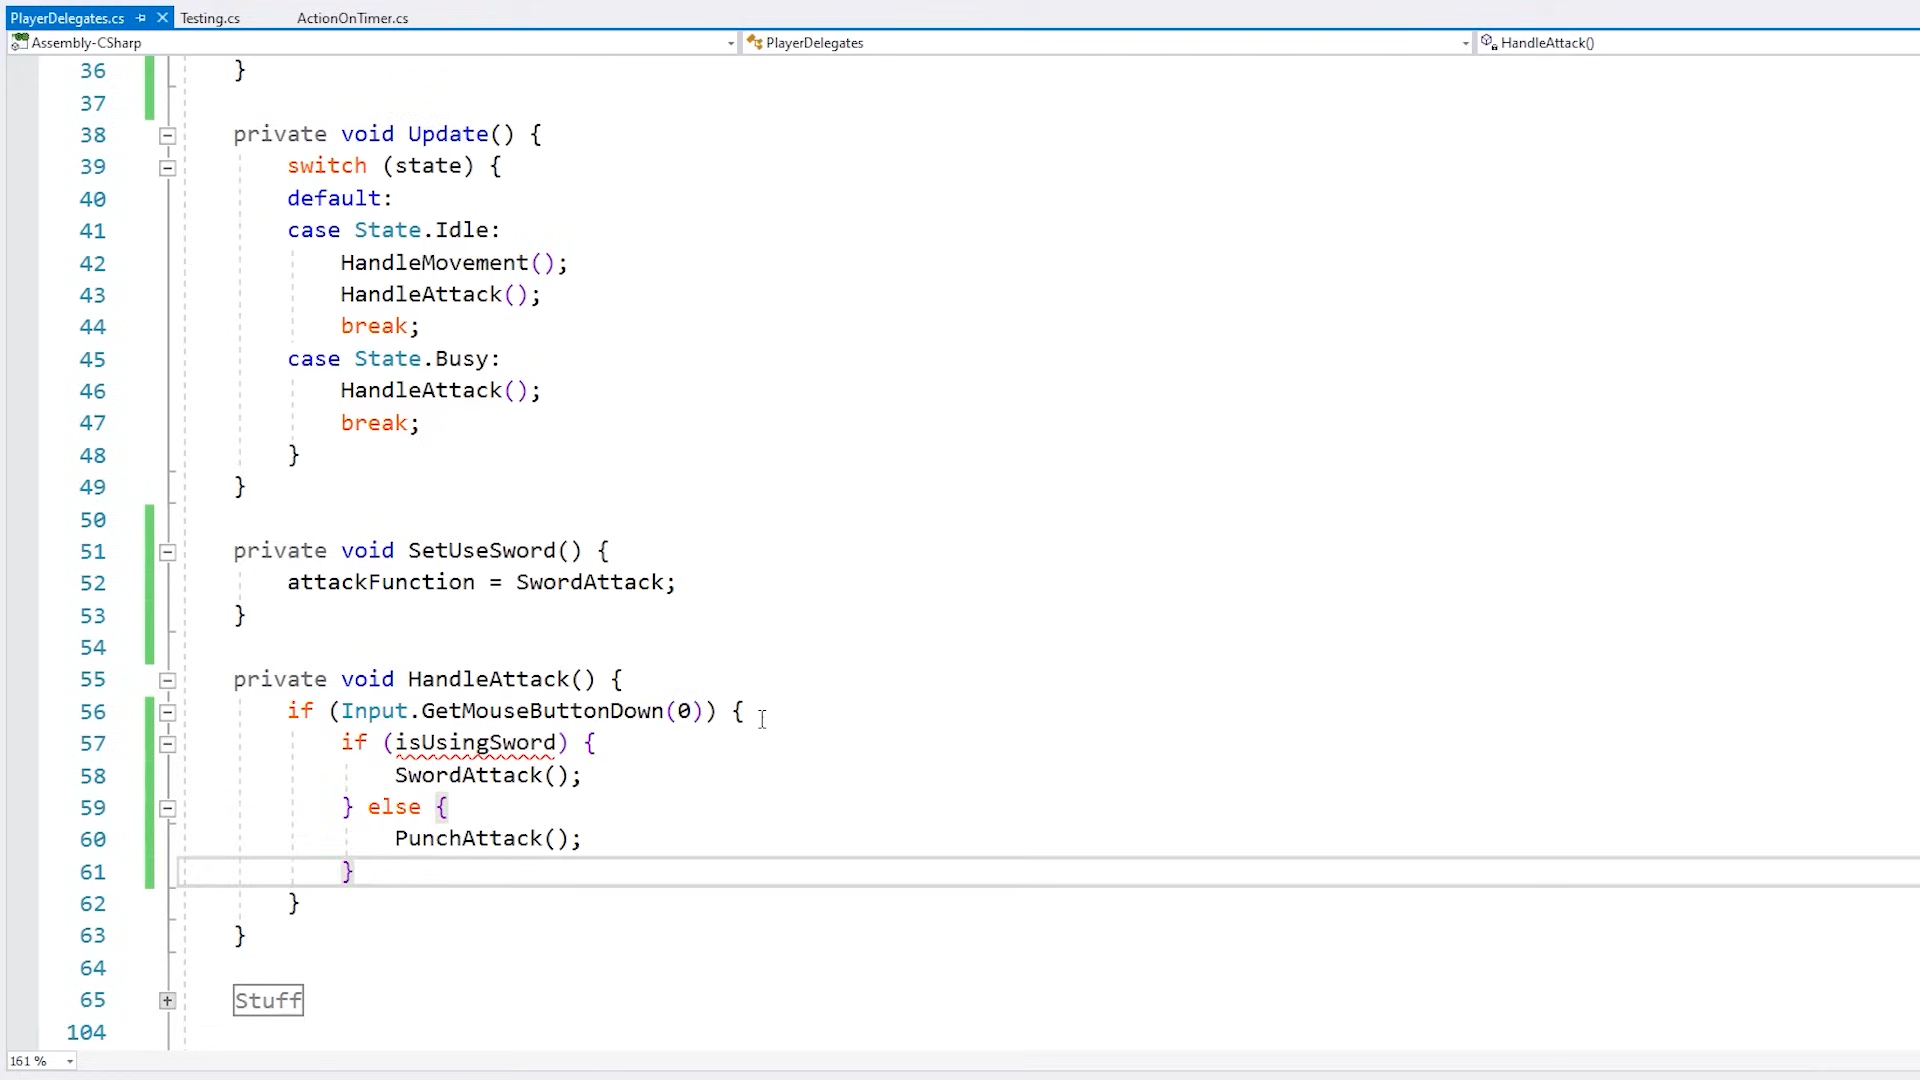 PlayerDelegates.cs Testing.cs ActionOnTimer.cs
Assembly-CSharp PlayerDelegates HandleAttack()
36 }
37
38 private void Update() {
39 switch (state) {
40 default:
41 case State.Idle:
42 HandleMovement();
43 HandleAttack();
44 break;
45 case State.Busy:
46 HandleAttack();
47 break;
48 }
49 }
50
51 private void SetUseSword() {
52 attackFunction = SwordAttack;
53 }
54
55 private void HandleAttack() {
56 if (Input.GetMouseButtonDown(0)) {
57 if (isUsingSword) {
58 SwordAttack();
59 } else {
60 PunchAttack();
61 }
62 }
63 }
64
65 Stuff
104
161 %